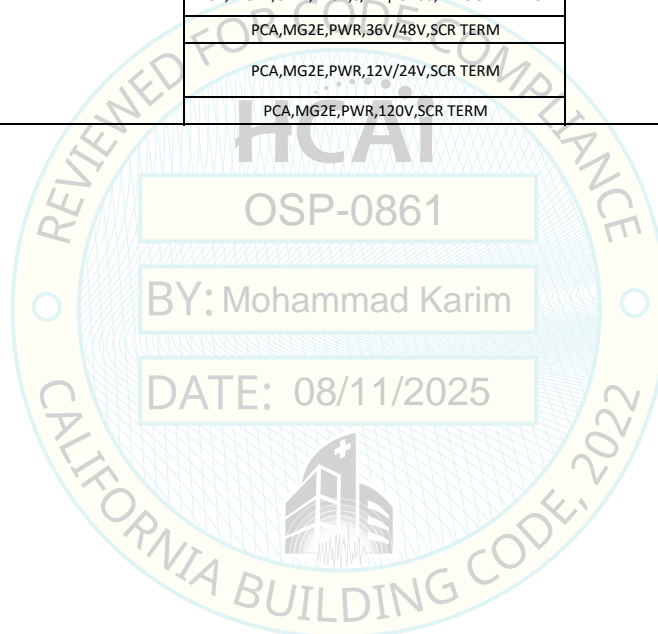 PCA,MG2E,PWR,36V/48V,SCR TERM
PCA,MG2E,PWR,12V/24V,SCR TERM
PCA,MG2E,PWR,120V,SCR TERM
REVIEWED FOR CODE COMPLIANCE
HCAi
OSP-0861
BY: Mohammad Karim
DATE: 08/11/2025
CALIFORNIA BUILDING CODE, 2022